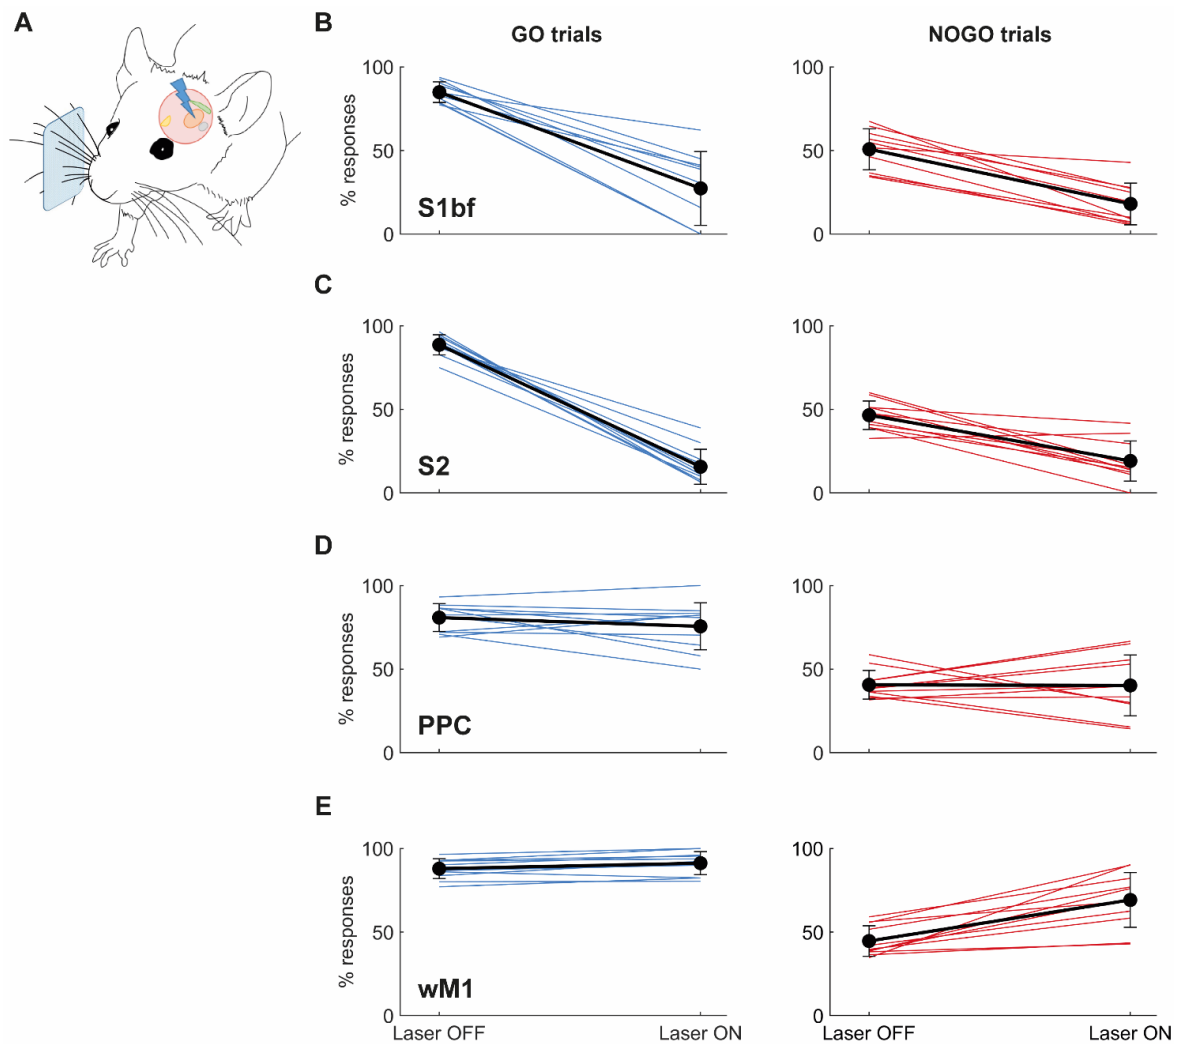 A
B
GO trials
NOGO trials
% responses
100
50
0
S1bf
100
50
0
C
% responses
100
50
0
S2
100
50
0
D
% responses
100
50
0
PPC
100
50
0
E
% responses
100
50
0
wM1
Laser OFF
Laser ON
100
50
0
Laser OFF
Laser ON